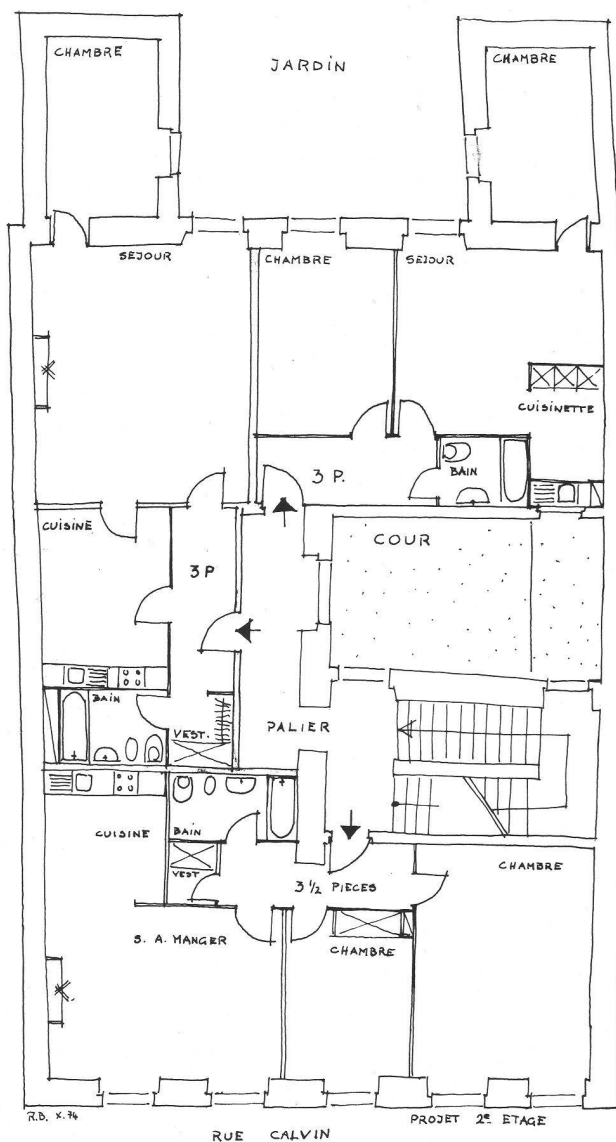 CHAMBRE
JARDIN
CHAMBRE
SEJOUR
CHAMBRE
SEJOUR
CUISINETTE
3 P.
BAIN
CUISINE
COUR
3 P
BAIN
VEST.
PALIER
CUISINE
BAIN
VEST
3 1/2 PIECES
CHAMBRE
S. A. MANGER
CHAMBRE
R.B. X.74
PROJET 2e ETAGE
RUE CALVIN